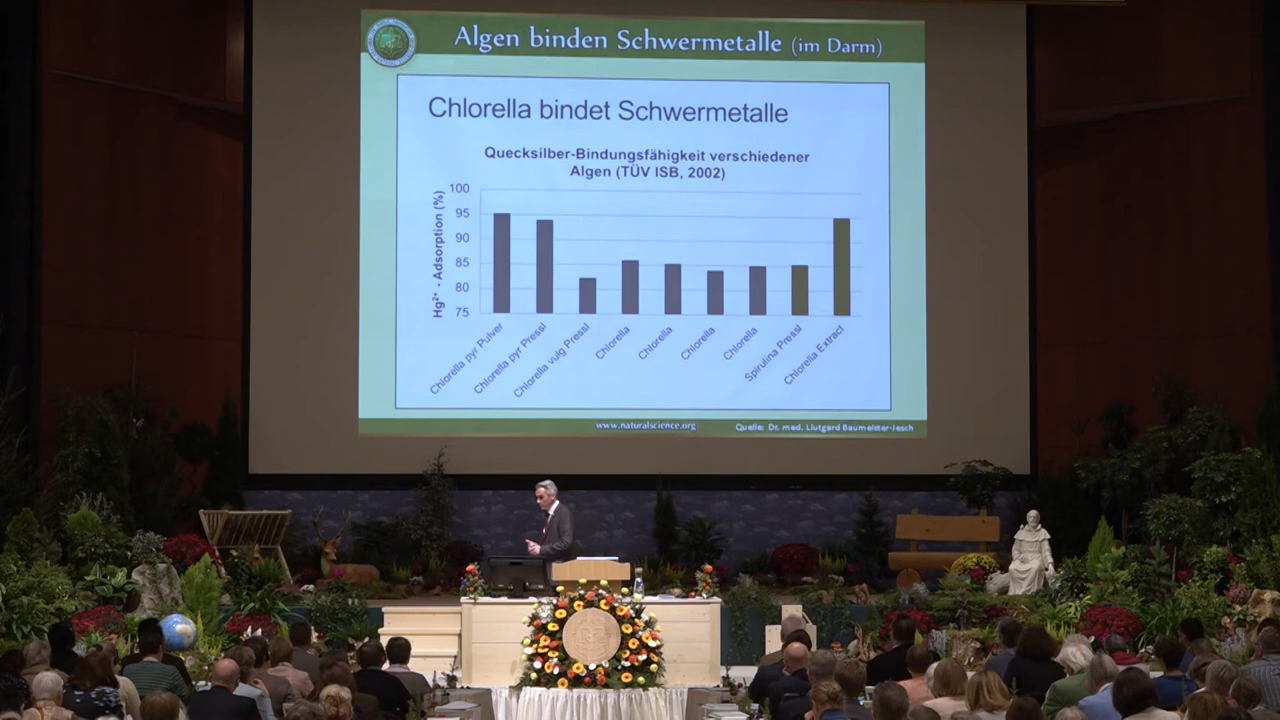 Algen binden Schwermetalle (im Darm)
Chlorella bindet Schwermetalle
Quecksilber-Bindungsfähigkeit verschiedener
Algen (TÜV ISB, 2002)
Hg²⁺ - Adsorption (%)
100
95
90
85
80
75
Chlorella pyr Pulver
Chlorella pyr Pressl
Chlorella vulg Pressl
Chlorella
Chlorella
Chlorella
Chlorella
Spirulina Pressl
Chlorella Extract
www.naturalscience.org
Quelle: Dr. med. Llutgard Baumeister-Jesch